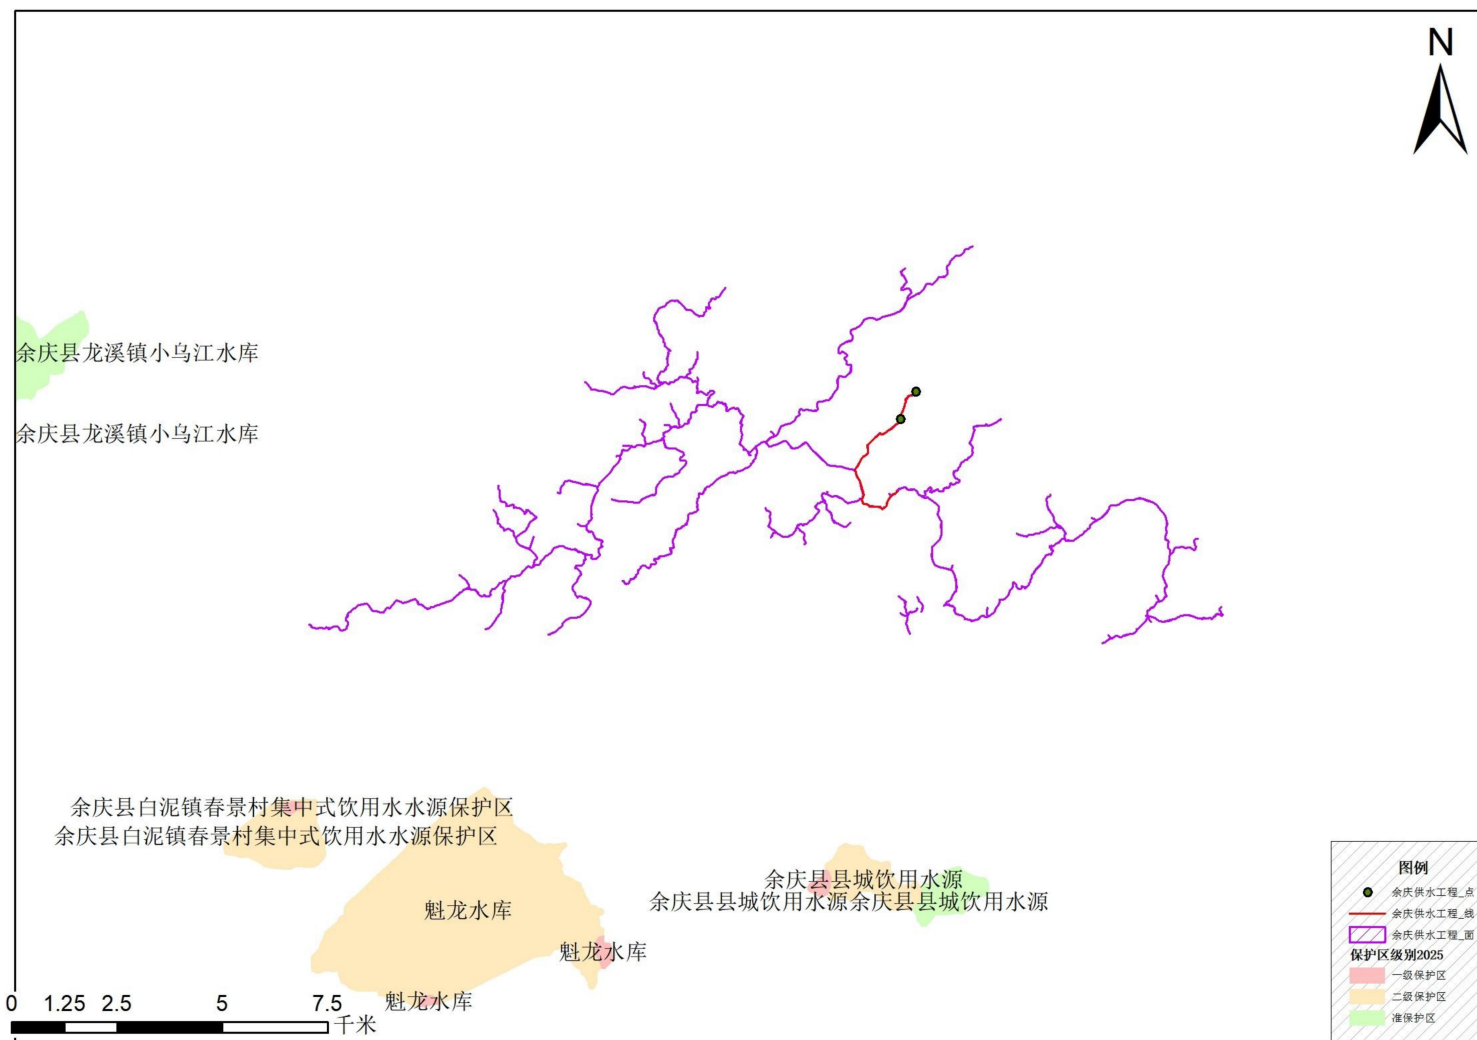 N
余庆县龙溪镇小乌江水库
余庆县龙溪镇小乌江水库
余庆县白泥镇春景村集中式饮用水水源保护区
余庆县白泥镇春景村集中式饮用水水源保护区
余庆县县城饮用水源
余庆县县城饮用水源余庆县县城饮用水源
魁龙水库
魁龙水库
魁龙水库
0 1.25 2.5 5 7.5
千米
图例
余庆供水工程_点
余庆供水工程_线
余庆供水工程_面
保护区级别2025
一级保护区
二级保护区
准保护区